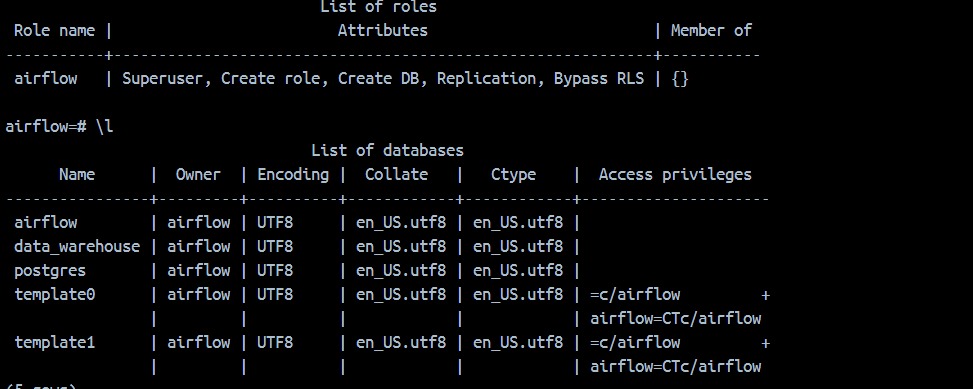 List of roles
 Role name |                         Attributes                         | Member of
-----------+------------------------------------------------------------+-----------
 airflow   | Superuser, Create role, Create DB, Replication, Bypass RLS | {}

airflow=# \l
                                  List of databases
      Name      |  Owner  | Encoding |  Collate   |   Ctype    |  Access privileges
----------------+---------+----------+------------+------------+---------------------
 airflow        | airflow | UTF8     | en_US.utf8 | en_US.utf8 |
 data_warehouse | airflow | UTF8     | en_US.utf8 | en_US.utf8 |
 postgres       | airflow | UTF8     | en_US.utf8 | en_US.utf8 |
 template0      | airflow | UTF8     | en_US.utf8 | en_US.utf8 | =c/airflow         +
                |         |          |            |            | airflow=CTc/airflow
 template1      | airflow | UTF8     | en_US.utf8 | en_US.utf8 | =c/airflow         +
                |         |          |            |            | airflow=CTc/airflow
(5 rows)